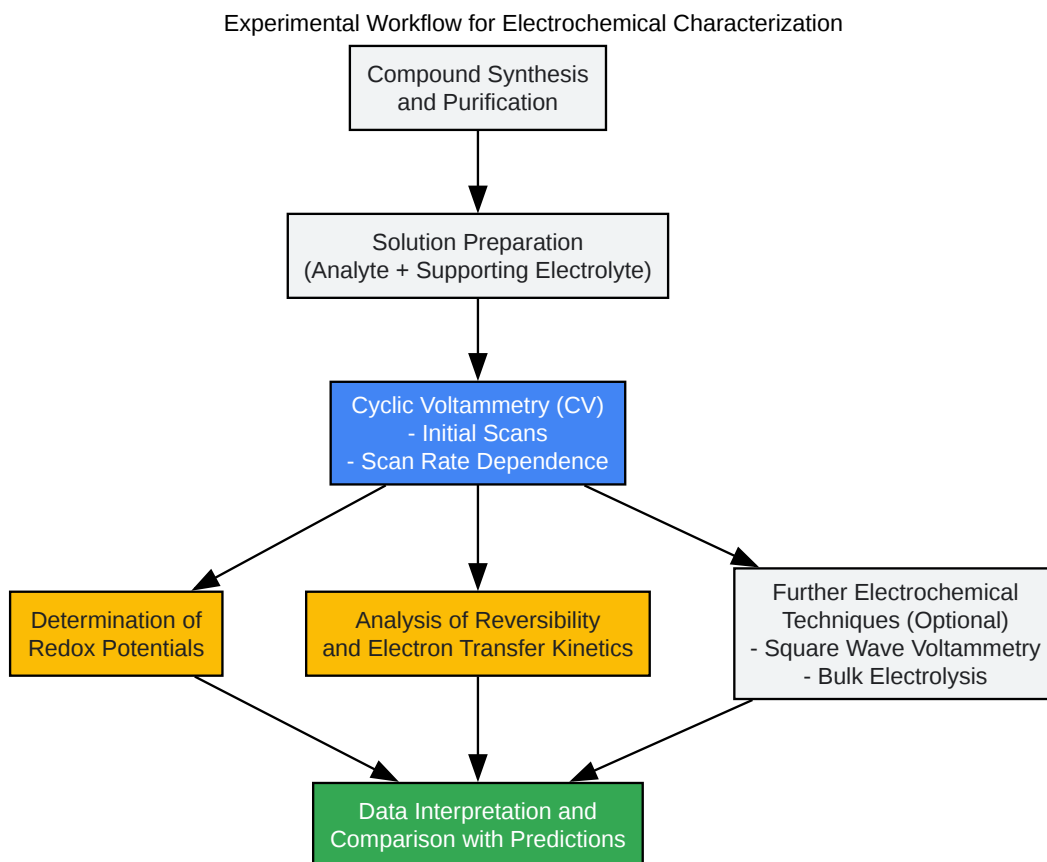 Experimental Workflow for Electrochemical Characterization
Compound Synthesis
and Purification
Solution Preparation
(Analyte + Supporting Electrolyte)
Cyclic Voltammetry (CV)
- Initial Scans
- Scan Rate Dependence
Determination of
Redox Potentials
Analysis of Reversibility
and Electron Transfer Kinetics
Further Electrochemical
Techniques (Optional)
- Square Wave Voltammetry
- Bulk Electrolysis
Data Interpretation and
Comparison with Predictions